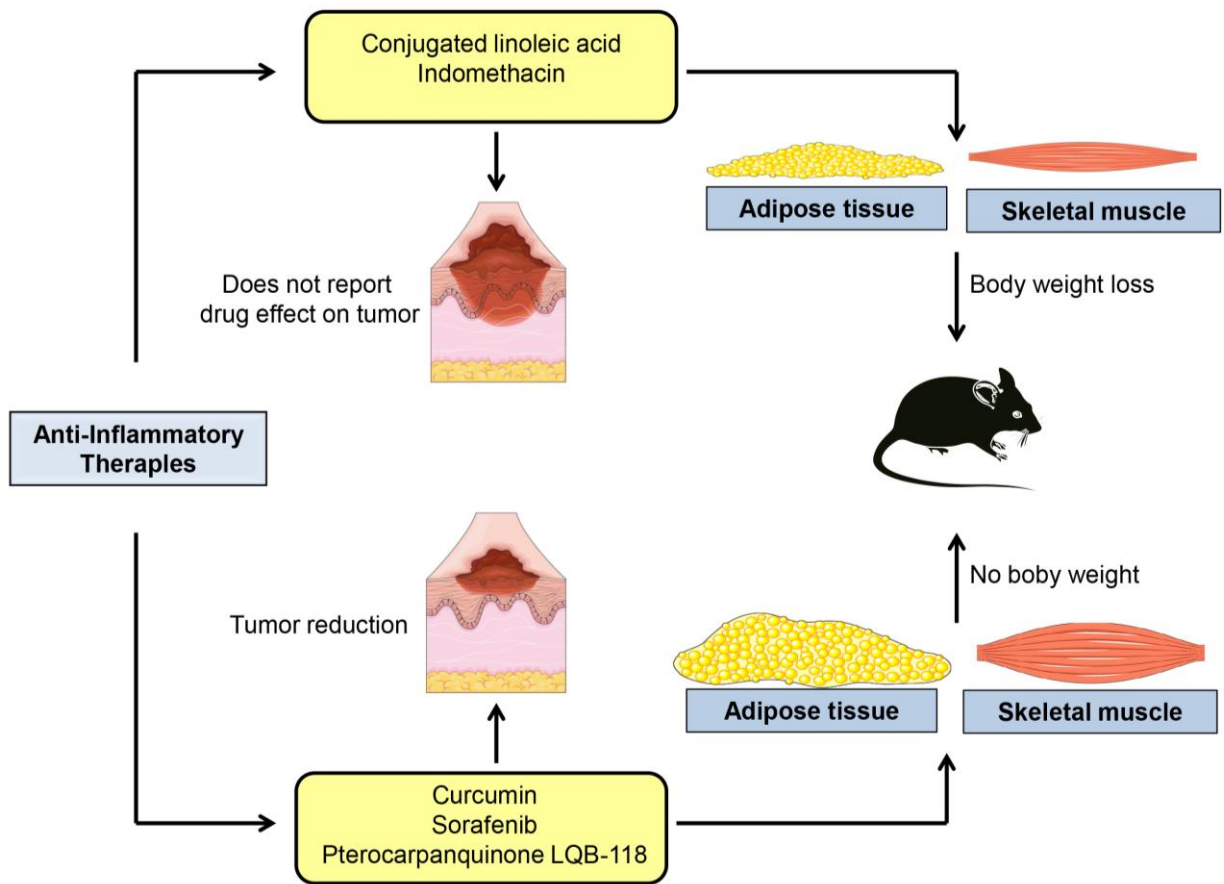 Conjugated linoleic acid
Indomethacin
Adipose tissue
Skeletal muscle
Does not report
drug effect on tumor
Body weight loss
Anti-Inflammatory
Theraples
Tumor reduction
No boby weight
Adipose tissue
Skeletal muscle
Curcumin
Sorafenib
Pterocarpanquinone LQB-118